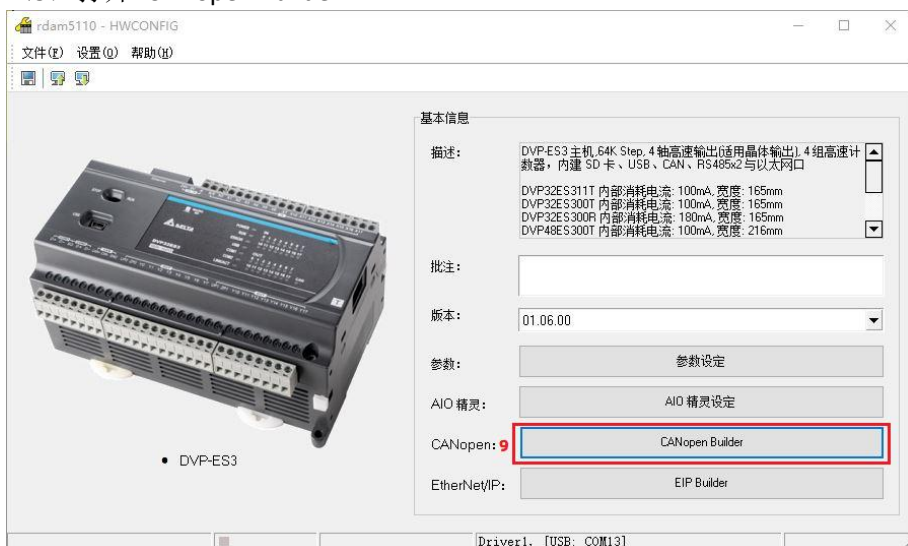 rdam5110 - HWCONFIG
文件(F) 设置(O) 帮助(H)
基本信息
描述:
DVP-ES3 主机,64K Step, 4 轴高速输出(适用晶体输出), 4 组高速计
数器，内建 SD 卡、USB、CAN、RS485x2 与以太
网口
DVP32ES311T 内部消耗电流: 100mA, 宽度: 165mm
DVP32ES300T 内部消耗电流: 100mA, 宽度: 165mm
DVP32ES300R 内部消耗电流: 180mA, 宽度: 165mm
DVP48ES300T 内部消耗电流: 100mA, 宽度: 216mm
批注:
版本:
01.06.00
参数:
参数设定
AIO 精灵:
AIO 精灵设定
CANopen: 9
CANopen Builder
EtherNet/IP:
EIP Builder
DELTA
• DVP-ES3
Driver1, [USB: COM13]